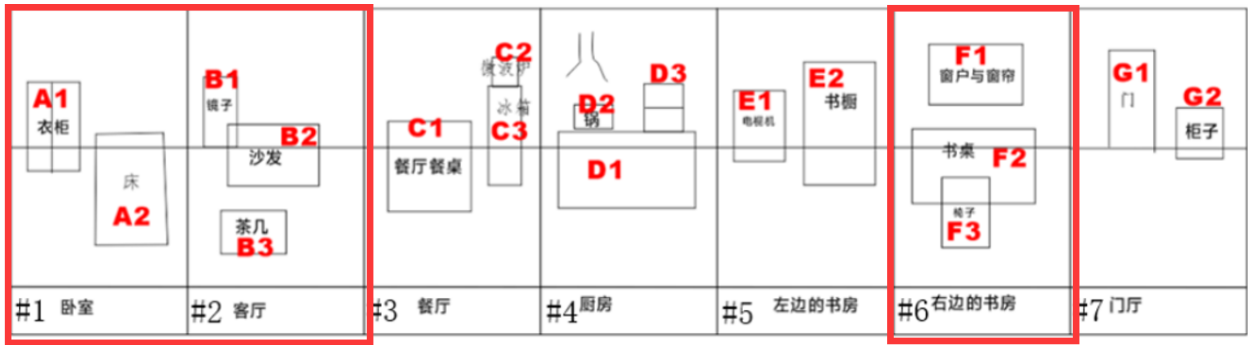 A1
衣柜
床
A2
#1 卧室
B1
镜子
B2
沙发
茶几
B3
#2 客厅
C2
微波炉
冰箱
C1
C3
餐厅餐桌
#3 餐厅
D3
D2
锅
D1
#4 厨房
E1
电视机
E2
书橱
#5 左边的书房
F1
窗户与窗帘
书桌
F2
椅子
F3
#6 右边的书房
G1
门
G2
柜子
#7 门厅